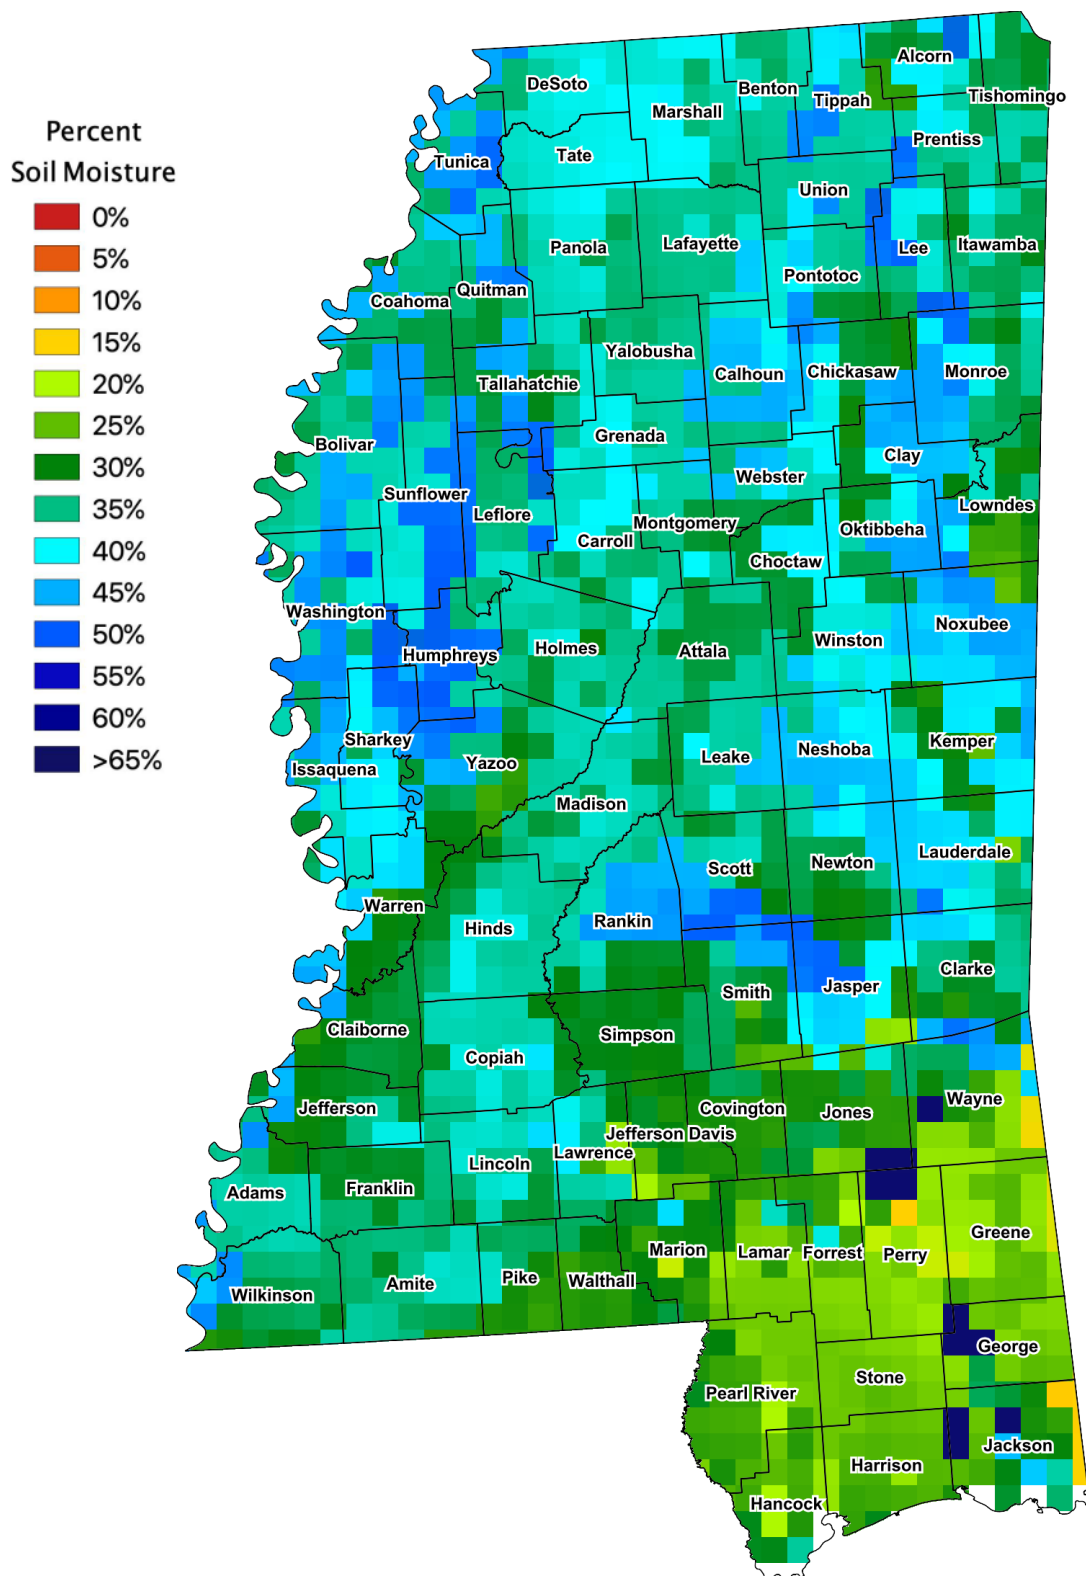 Percent
Soil Moisture
0%
5%
10%
15%
20%
25%
30%
35%
40%
45%
50%
55%
60%
>65%
Alcorn
DeSoto
Benton
Tishomingo
Tippah
Marshall
Prentiss
Tate
Tunica
Union
Lafayette
Itawamba
Panola
Lee
Pontotoc
Quitman
Coahoma
Yalobusha
Chickasaw
Monroe
Calhoun
Tallahatchie
Grenada
Bolivar
Clay
Webster
Sunflower
Lowndes
Leflore
Montgomery
Oktibbeha
Carroll
Choctaw
Washington
Noxubee
Winston
Holmes
Attala
Humphreys
Sharkey
Kemper
Neshoba
Leake
Yazoo
Issaquena
Madison
Lauderdale
Newton
Scott
Warren
Rankin
Hinds
Clarke
Jasper
Smith
Claiborne
Simpson
Copiah
Wayne
Jefferson
Covington
Jones
Jefferson Davis
Lawrence
Lincoln
Franklin
Adams
Greene
Marion
Lamar
Forrest
Perry
Pike
Walthall
Amite
Wilkinson
George
Stone
Pearl River
Jackson
Harrison
Hancock